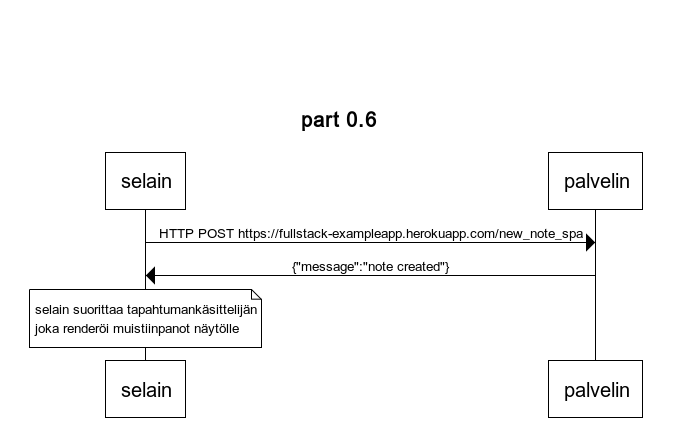 part 0.6
selain
palvelin
HTTP POST https://fullstack-exampleapp.herokuapp.com/new_note_spa
{"message":"note created"}
selain suorittaa tapahtumankäsittelijän
joka renderöi muistiinpanot näytölle
selain
palvelin